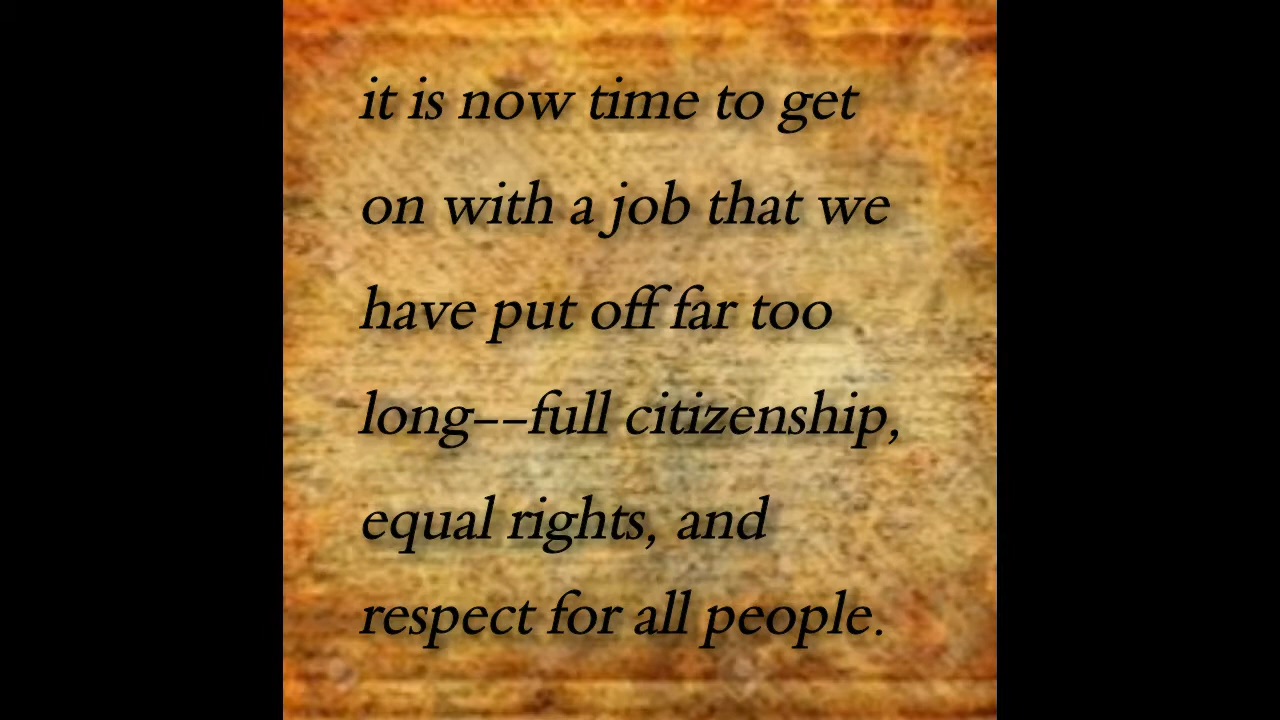 it is now time to get
on with a job that we
have put off far too
long--full citizenship,
equal rights, and
respect for all people.